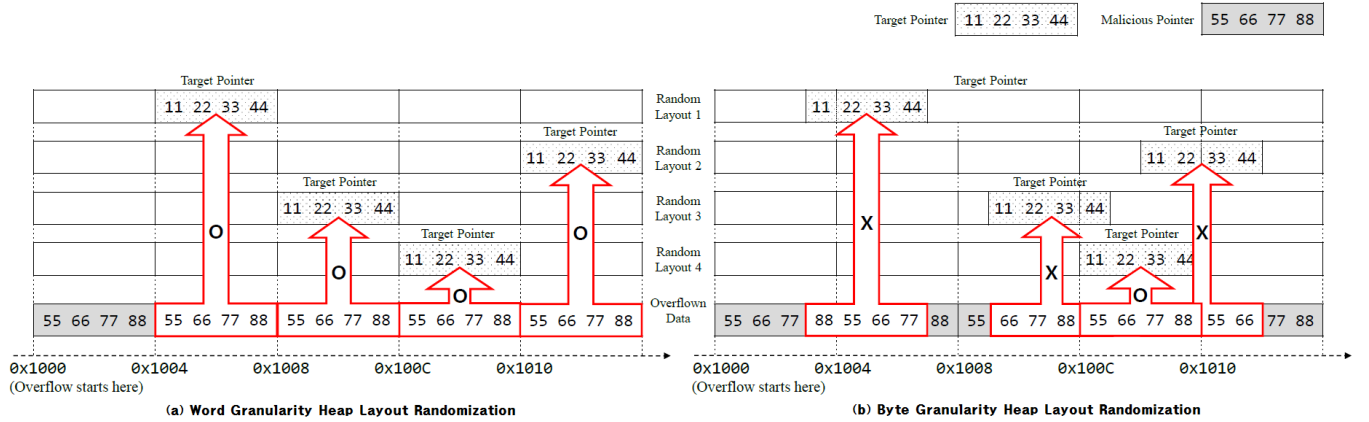 Target Pointer 11 22 33 44 Malicious Pointer 55 66 77 88
Target Pointer
11 22 33 44
Random
Layout 1
Target Pointer
11 22 33 44
Random
Layout 2
Target Pointer
11 22 33 44
Random
Layout 3
Target Pointer
11 22 33 44
Random
Layout 4
O
O
O
O
55 66 77 88 55 66 77 88 55 66 77 88 55 66 77 88 55 66 77 88
Overflown
Data
0x1000 0x1004 0x1008 0x100C 0x1010
(Overflow starts here)
(a) Word Granularity Heap Layout Randomization
Target Pointer
11 22 33 44
Target Pointer
11 22 33 44
Target Pointer
11 22 33 44
Target Pointer
11 22 33 44
X
X
O
X
55 66 77 88 55 66 77 88 55 66 77 88 55 66 77 88 55 66 77 88
0x1000 0x1004 0x1008 0x100C 0x1010
(Overflow starts here)
(b) Byte Granularity Heap Layout Randomization